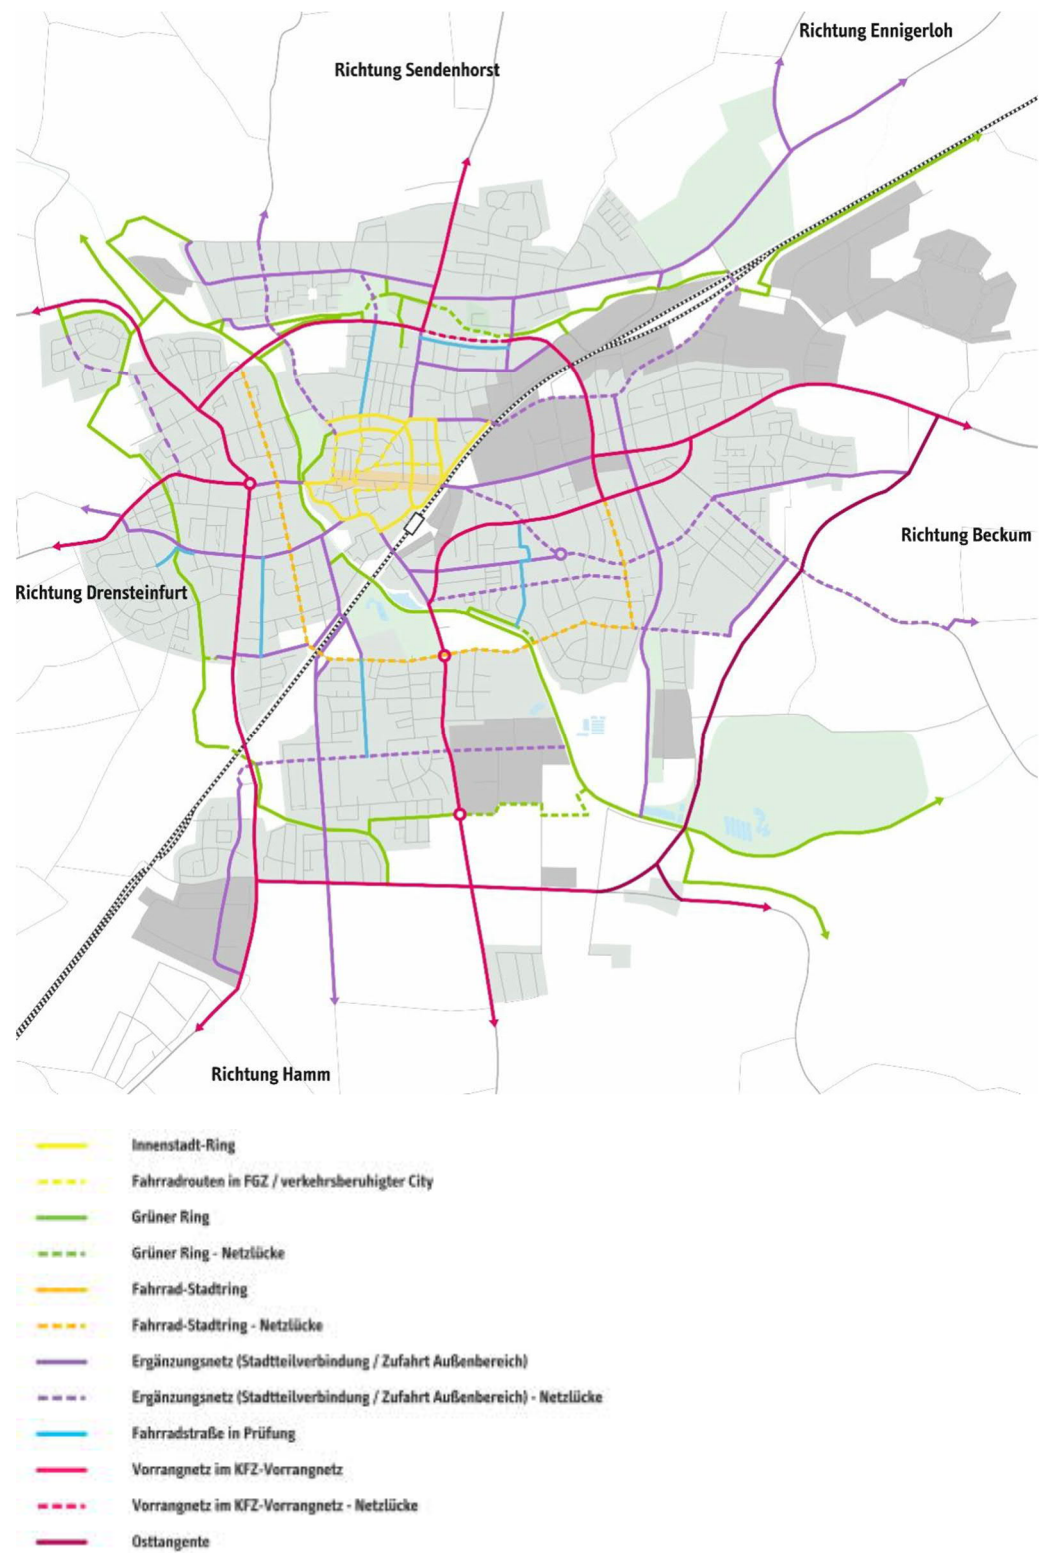 Richtung Ennigerloh
Richtung Sendenhorst
Richtung Beckum
Richtung Drensteinfurt
Richtung Hamm
Innenstadt-Ring
Fahrradrouten in FGZ / verkehrsberuhigter City
Grüner Ring
Grüner Ring - Netzlücke
Fahrrad-Stadtring
Fahrrad-Stadtring - Netzlücke
Ergänzungsnetz (Stadtteilverbindung / Zufahrt Außenbereich)
Ergänzungsnetz (Stadtteilverbindung / Zufahrt Außenbereich) - Netzlücke
Fahrradstraße in Prüfung
Vorrangnetz im KFZ-Vorrangnetz
Vorrangnetz im KFZ-Vorrangnetz - Netzlücke
Osttangente